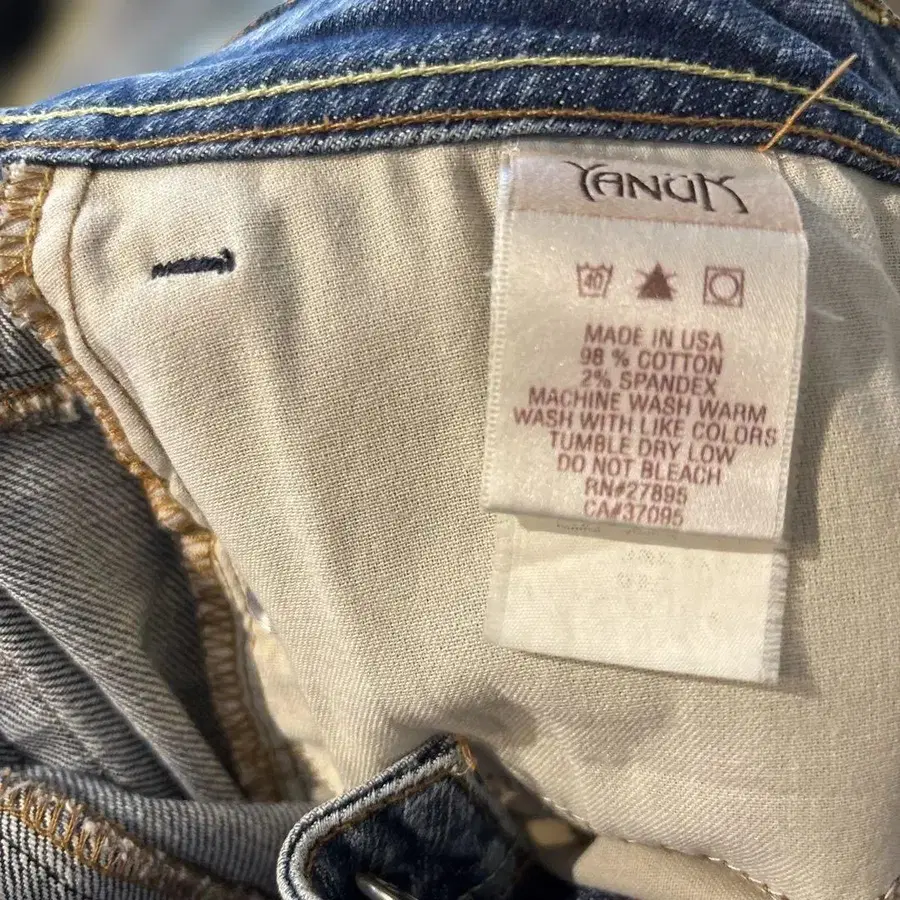 YANÜK
40
MADE IN USA
98 % COTTON
2% SPANDEX
MACHINE WASH WARM
WASH WITH LIKE COLORS
TUMBLE DRY LOW
DO NOT BLEACH
RN#27895
CA#37095